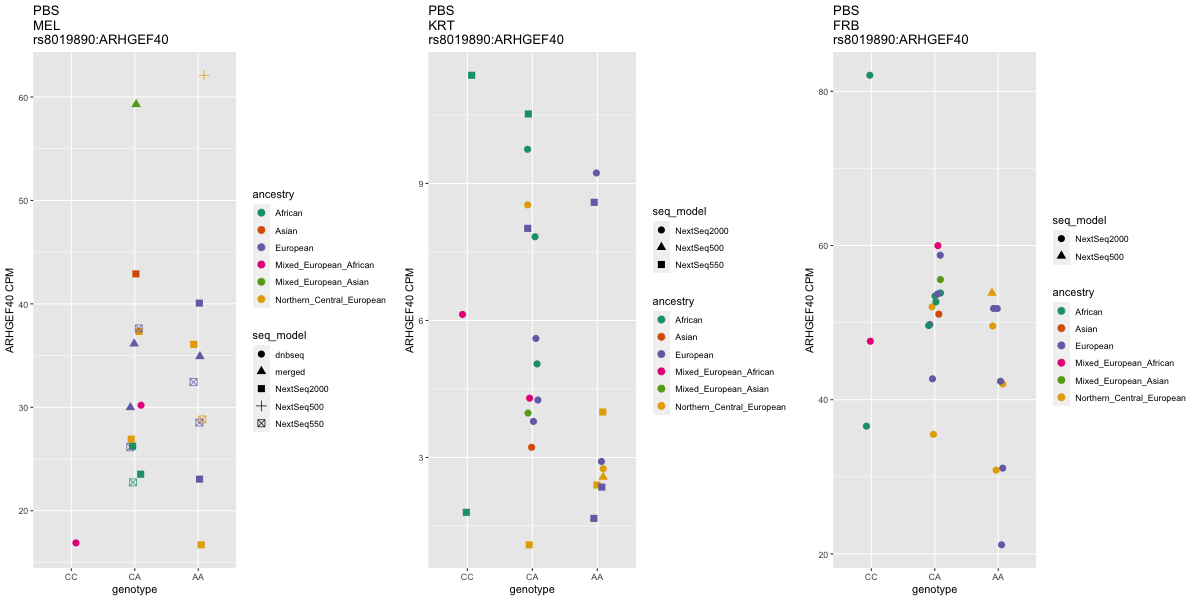 PBS
MEL
rs8019890:ARHGEF40
60
50
40
30
20
ARHGEF40 CPM
CC
CA
AA
genotype
ancestry
African
Asian
European
Mixed_European_African
Mixed_European_Asian
Northern_Central_European
seq_model
dnbseq
merged
NextSeq2000
NextSeq500
NextSeq550
PBS
KRT
rs8019890:ARHGEF40
9
6
3
ARHGEF40 CPM
CC
CA
AA
genotype
seq_model
NextSeq2000
NextSeq500
NextSeq550
ancestry
African
Asian
European
Mixed_European_African
Mixed_European_Asian
Northern_Central_European
PBS
FRB
rs8019890:ARHGEF40
80
60
40
20
ARHGEF40 CPM
CC
CA
AA
genotype
seq_model
NextSeq2000
NextSeq500
ancestry
African
Asian
European
Mixed_European_African
Mixed_European_Asian
Northern_Central_European